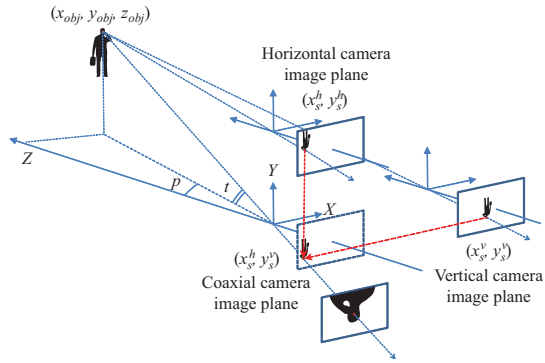 (x_obj, y_obj, z_obj)
Horizontal camera
image plane
(x_s^h, y_s^h)
Z
p
t
Y
X
(x_s^h, y_s^v)
Coaxial camera
image plane
(x_s^v, y_s^v)
Vertical camera
image plane